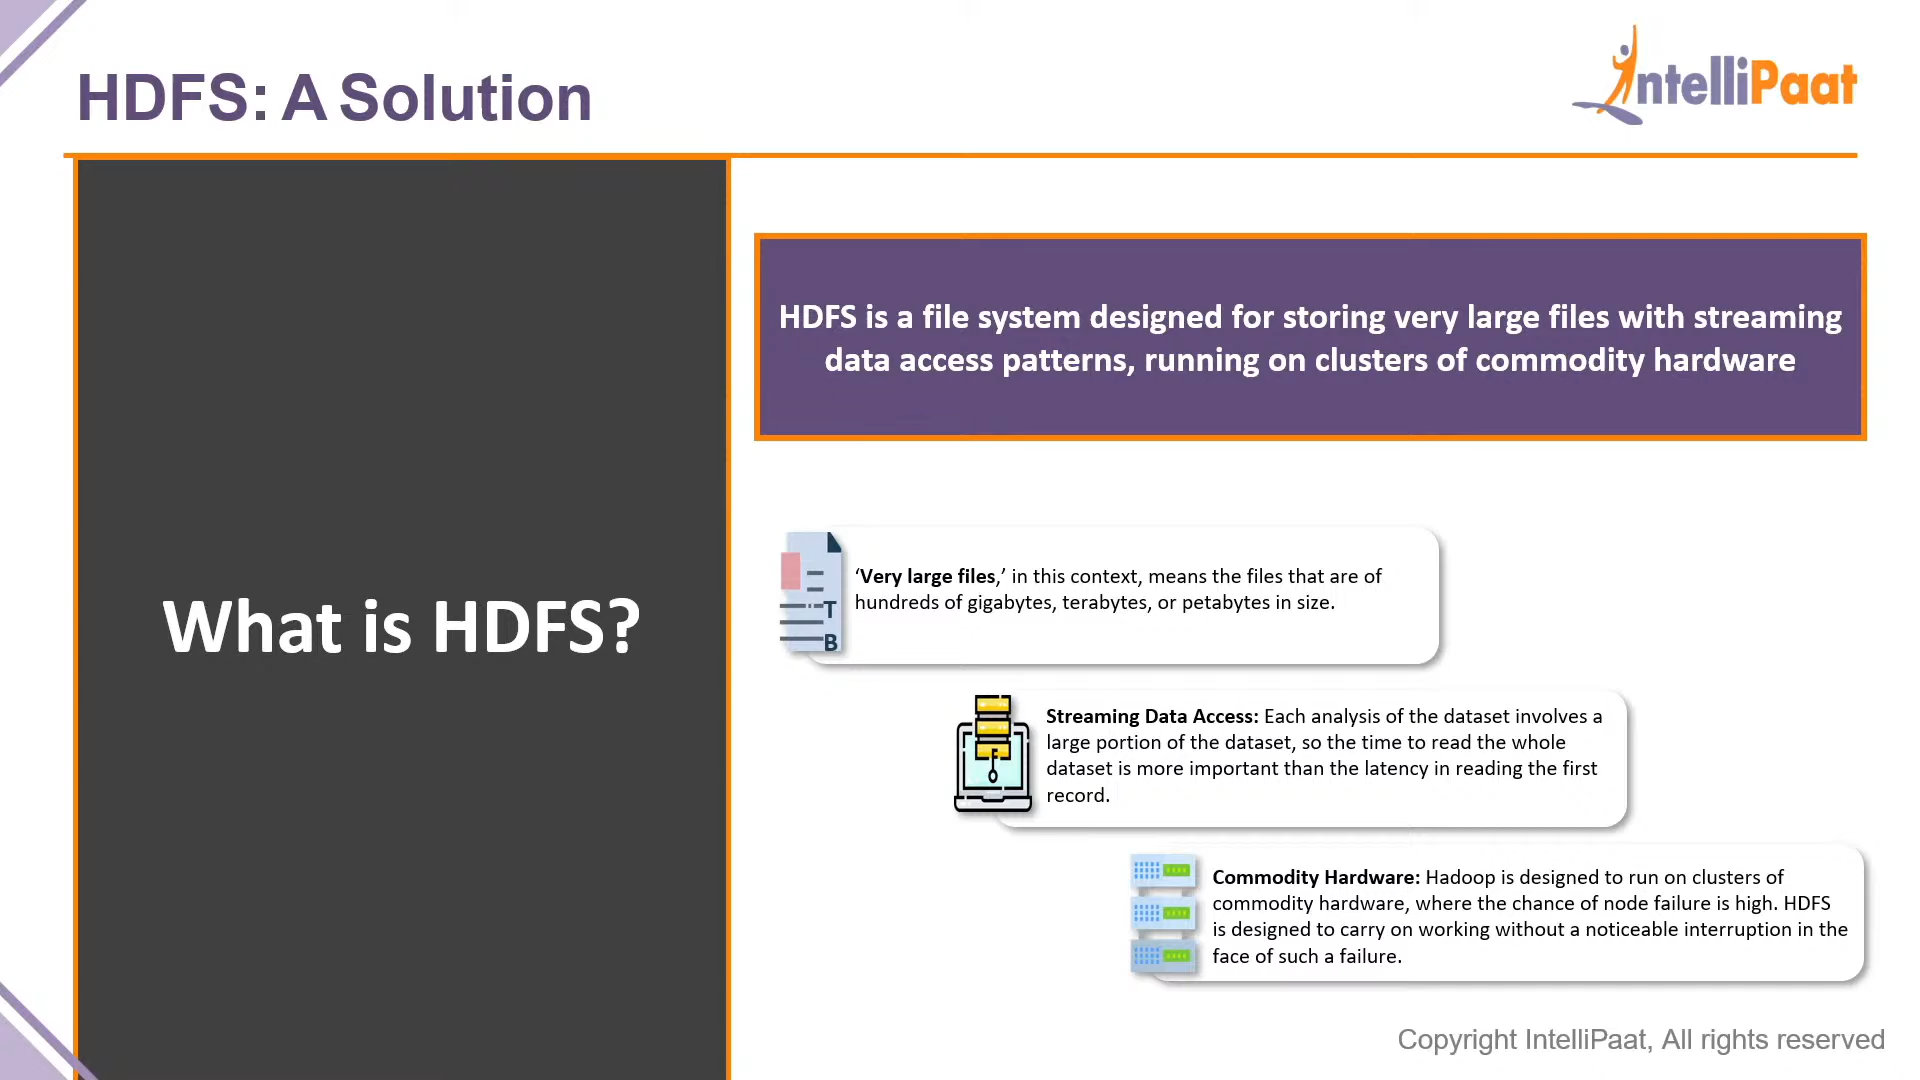 HDFS: A Solution
IntelliPaat
What is HDFS?
HDFS is a file system designed for storing very large files with streaming
data access patterns, running on clusters of commodity hardware
T
B
‘Very large files,’ in this context, means the files that are of
hundreds of gigabytes, terabytes, or petabytes in size.
Streaming Data Access: Each analysis of the dataset involves a
large portion of the dataset, so the time to read the whole
dataset is more important than the latency in reading the first
record.
Commodity Hardware: Hadoop is designed to run on clusters of
commodity hardware, where the chance of node failure is high. HDFS
is designed to carry on working without a noticeable interruption in the
face of such a failure.
Copyright IntelliPaat, All rights reserved